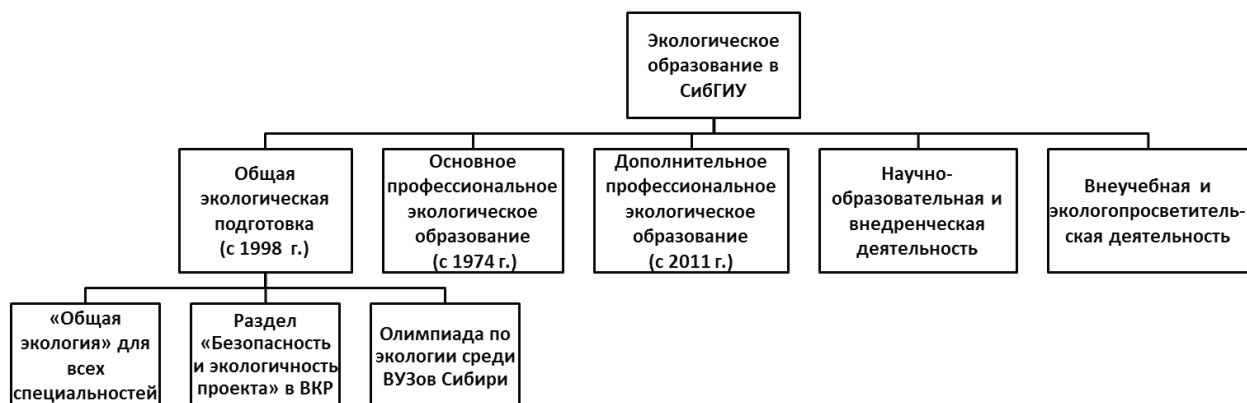 Экологическое
образование в
СибГИУ
Общая
экологическая
подготовка
(с 1998 г.)
Основное
профессиональное
экологическое
образование
(с 1974 г.)
Дополнительное
профессиональное
экологическое
образование
(с 2011 г.)
Научно-
образовательная и
внедренческая
деятельность
Внеучебная и
экологопросветитель-
ская деятельность
«Общая
экология» для
всех
специальностей
Раздел
«Безопасность
и экологичность
проекта» в ВКР
Олимпиада по
экологии среди
ВУЗов Сибири